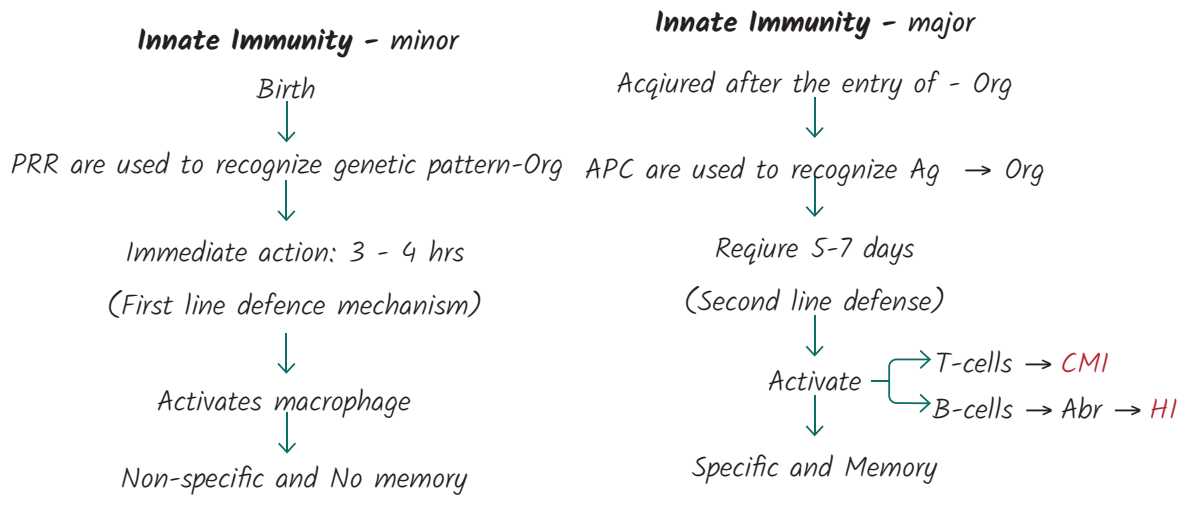 Innate Immunity - minor
Birth
PRR are used to recognize genetic pattern-Org
Immediate action: 3 - 4 hrs
(First line defence mechanism)
Activates macrophage
Non-specific and No memory
Innate Immunity - major
Acqiured after the entry of - Org
APC are used to recognize Ag → Org
Reqiure 5-7 days
(Second line defense)
Activate
T-cells → CMI
B-cells → Abr → HI
Specific and Memory